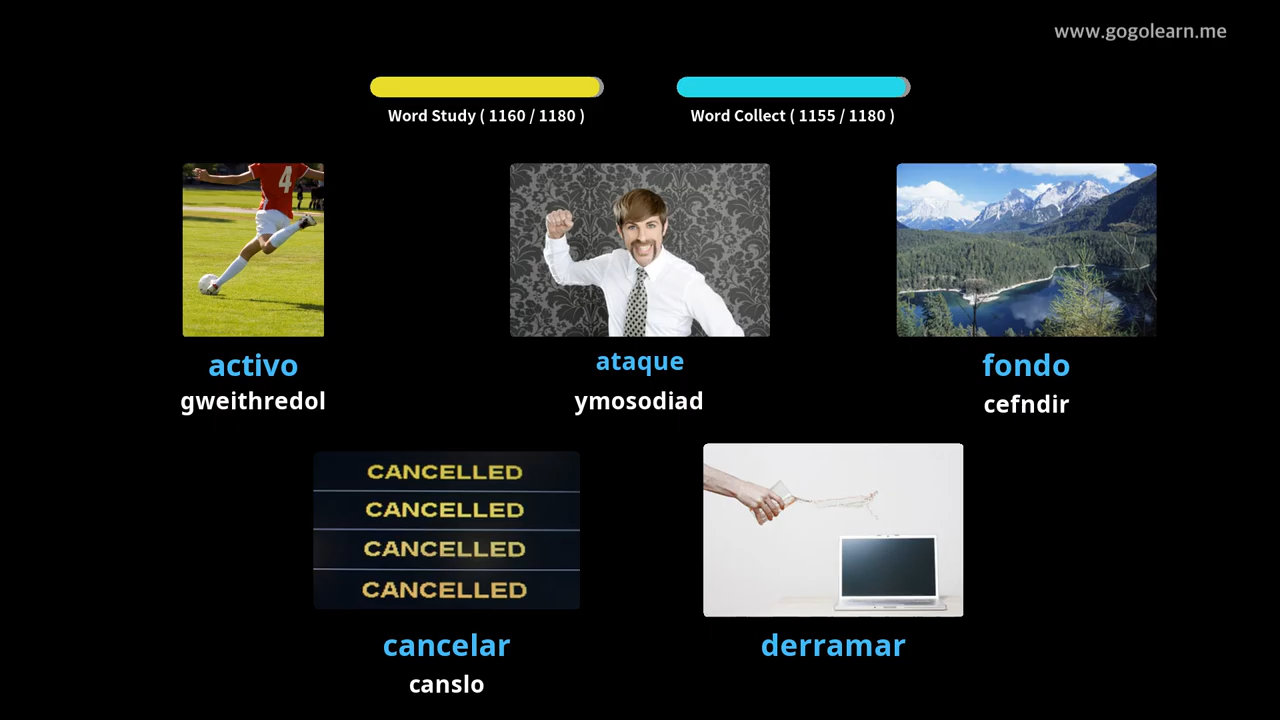 www.gogolearn.me
Word Study ( 1160 / 1180 )
Word Collect ( 1155 / 1180 )
4
activo
gweithredol
ataque
ymosodiad
fondo
cefndir
CANCELLED
CANCELLED
CANCELLED
CANCELLED
cancelar
canslo
derramar